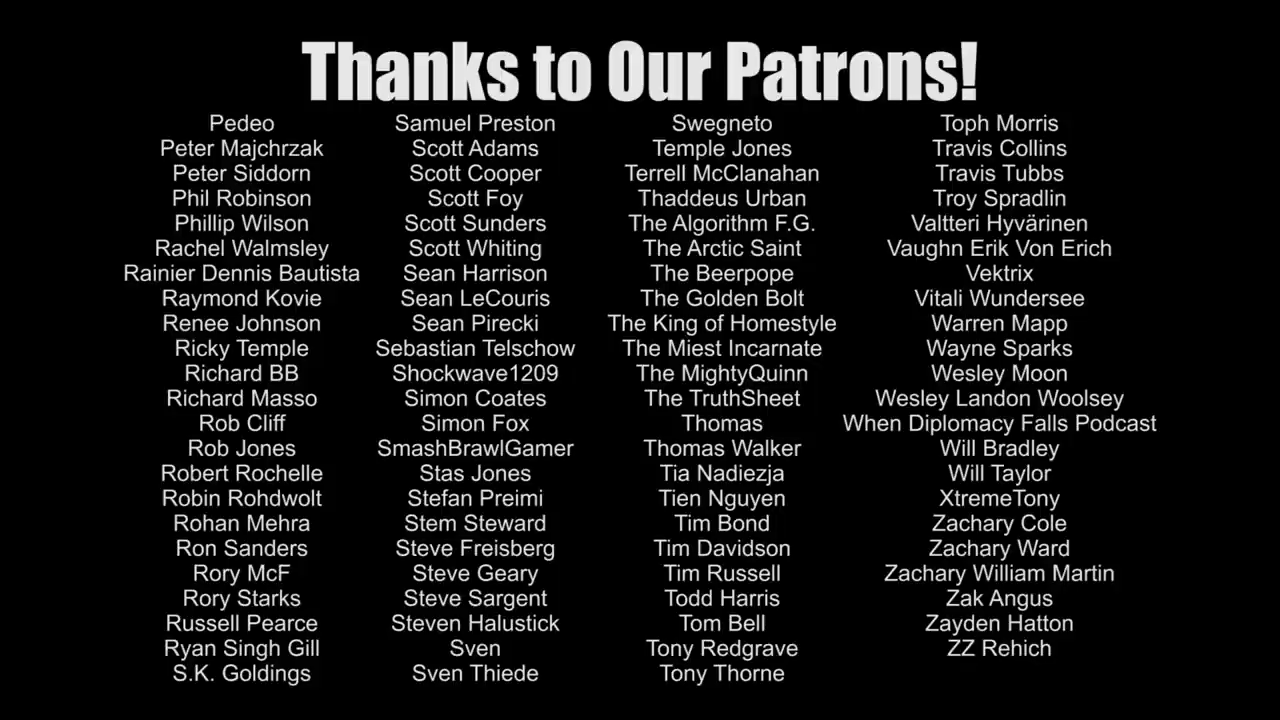 Thanks to Our Patrons!
Pedeo
Peter Majchrzak
Peter Siddorn
Phil Robinson
Phillip Wilson
Rachel Walmsley
Rainier Dennis Bautista
Raymond Kovie
Renee Johnson
Ricky Temple
Richard BB
Richard Masso
Rob Cliff
Rob Jones
Robert Rochelle
Robin Rohdwolt
Rohan Mehra
Ron Sanders
Rory McF
Rory Starks
Russell Pearce
Ryan Singh Gill
S.K. Goldings
Samuel Preston
Scott Adams
Scott Cooper
Scott Foy
Scott Sunders
Scott Whiting
Sean Harrison
Sean LeCouris
Sean Pirecki
Sebastian Telschow
Shockwave1209
Simon Coates
Simon Fox
SmashBrawlGamer
Stas Jones
Stefan Preimi
Stem Steward
Steve Freisberg
Steve Geary
Steve Sargent
Steven Halustick
Sven
Sven Thiede
Swegneto
Temple Jones
Terrell McClanahan
Thaddeus Urban
The Algorithm F.G.
The Arctic Saint
The Beerpope
The Golden Bolt
The King of Homestyle
The Miest Incarnate
The MightyQuinn
The TruthSheet
Thomas
Thomas Walker
Tia Nadiezja
Tien Nguyen
Tim Bond
Tim Davidson
Tim Russell
Todd Harris
Tom Bell
Tony Redgrave
Tony Thorne
Toph Morris
Travis Collins
Travis Tubbs
Troy Spradlin
Valtteri Hyvärinen
Vaughn Erik Von Erich
Vektrix
Vitali Wundersee
Warren Mapp
Wayne Sparks
Wesley Moon
Wesley Landon Woolsey
When Diplomacy Falls Podcast
Will Bradley
Will Taylor
XtremeTony
Zachary Cole
Zachary Ward
Zachary William Martin
Zak Angus
Zayden Hatton
ZZ Rehich